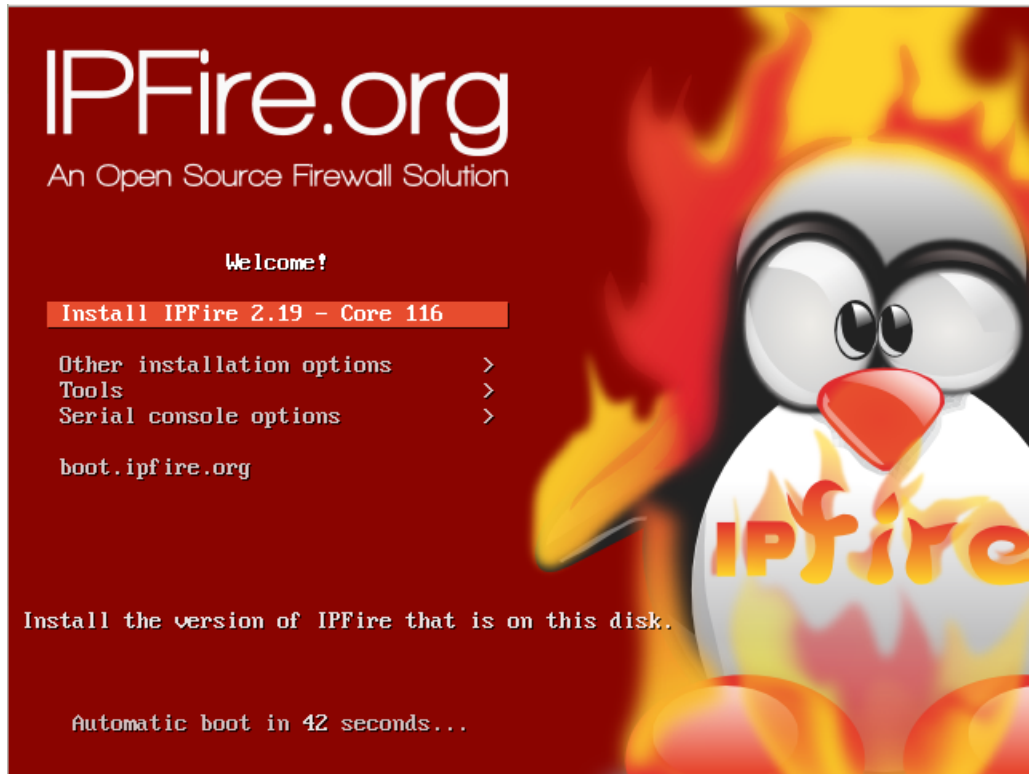 IPFire.org
An Open Source Firewall Solution
Welcome!
Install IPFire 2.19 - Core 116
Other installation options >
Tools >
Serial console options >
boot.ipfire.org
IPfire
Install the version of IPFire that is on this disk.
Automatic boot in 42 seconds...